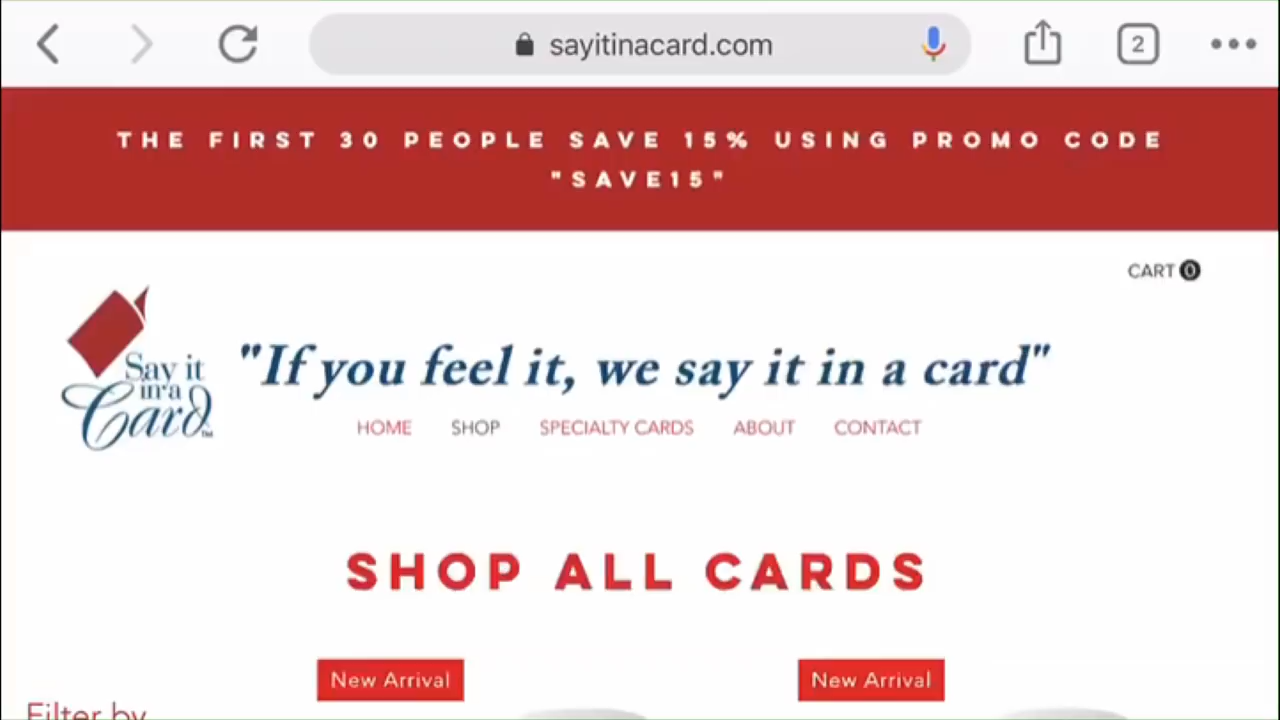 sayitinacard.com
2
THE FIRST 30 PEOPLE SAVE 15% USING PROMO CODE
"SAVE15"
CART 0
Say it
in a
Card™
"If you feel it, we say it in a card"
HOME SHOP SPECIALTY CARDS ABOUT CONTACT
SHOP ALL CARDS
New Arrival New Arrival
Filter by